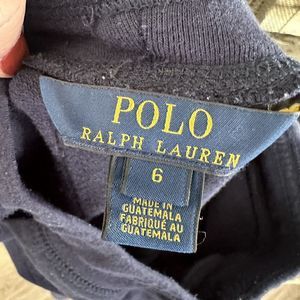 POLO
RALPH LAUREN
6
MADE IN
GUATEMALA
FABRIQUÉ AU
GUATEMALA